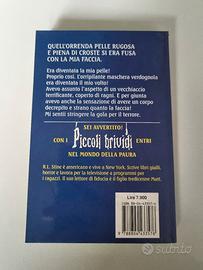 QUELL'ORRENDA PELLE RUGOSA
E PIENA DI CROSTE SI ERA FUSA
CON LA MIA FACCIA.
Era diventata la mia pelle!
Proprio così. L'orripilante maschera verdognola
era diventata il mio volto!
Avevo assunto l'aspetto di un vecchiaccio
terrificante, coperto di ragni. E per giunta
avevo anche la sensazione di avere un corpo
decrepito e stanco quanto la faccia!
Mi sentii stringere la gola per il terrore.
SEI AVVERTITO!
CON I Piccoli brividi ENTRI
NEL MONDO DELLA PAURA
R.L. Stine è americano e vive a New York. Scrive libri gialli,
horror e lavora per la televisione a programmi per
i ragazzi. Il suo lettore di fiducia è il figlio tredicenne Matt.
Lire 7.900
subito